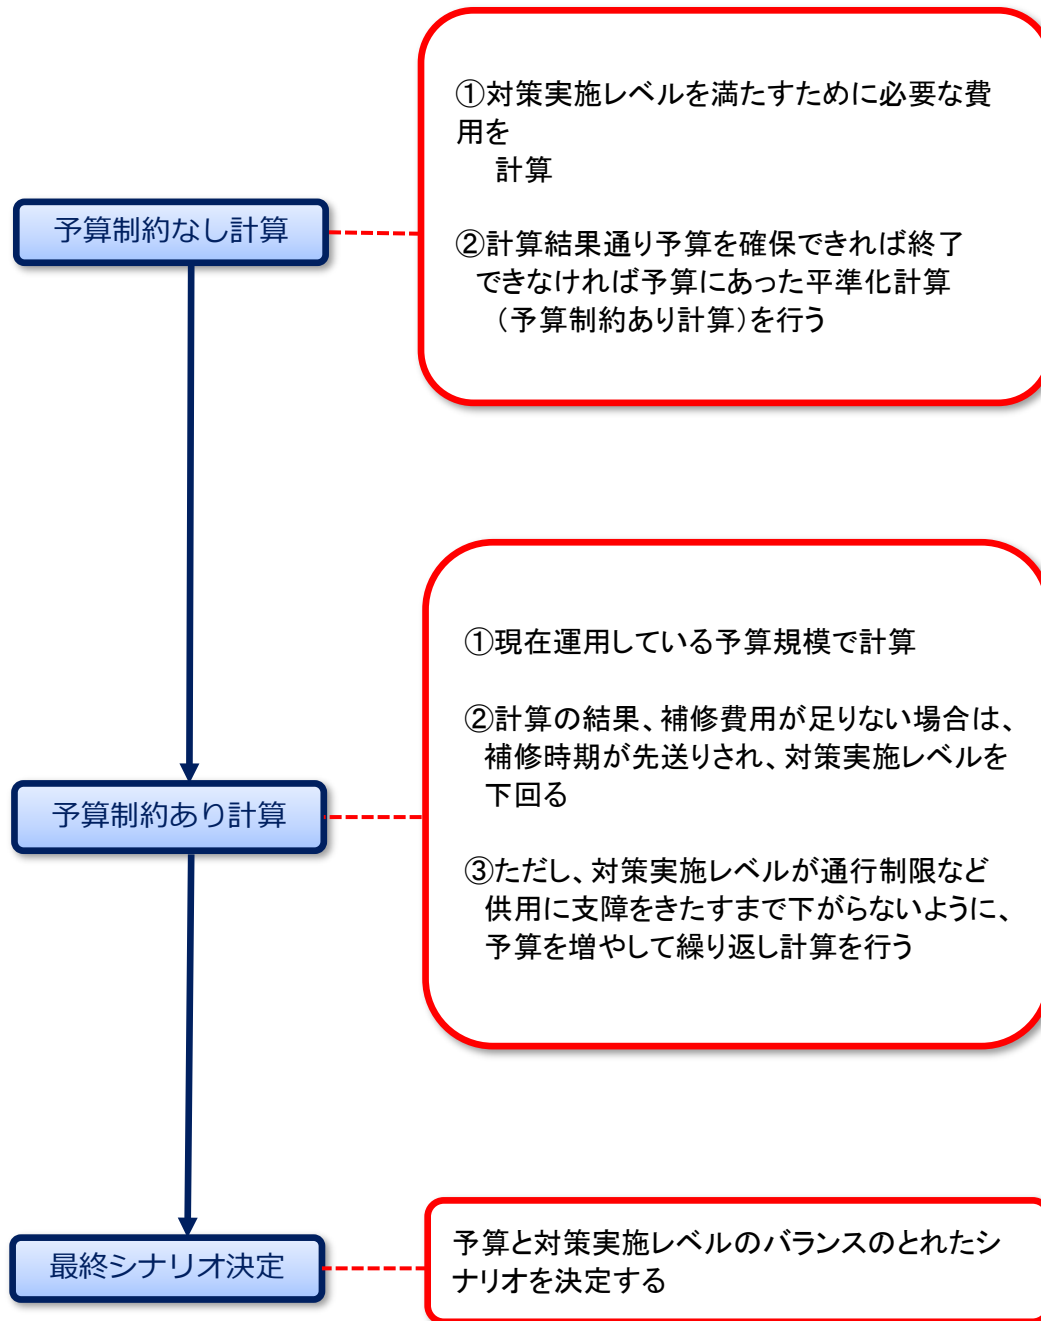 予算制約なし計算
①対策実施レベルを満たすために必要な費
用を
計算
②計算結果通り予算を確保できれば終了
できなければ予算にあった平準化計算
（予算制約あり計算）を行う
予算制約あり計算
①現在運用している予算規模で計算
②計算の結果、補修費用が足りない場合は、
補修時期が先送りされ、対策実施レベルを
下回る
③ただし、対策実施レベルが通行制限など
供用に支障をきたすまで下がらないように、
予算を増やして繰り返し計算を行う
最終シナリオ決定
予算と対策実施レベルのバランスのとれたシ
ナリオを決定する